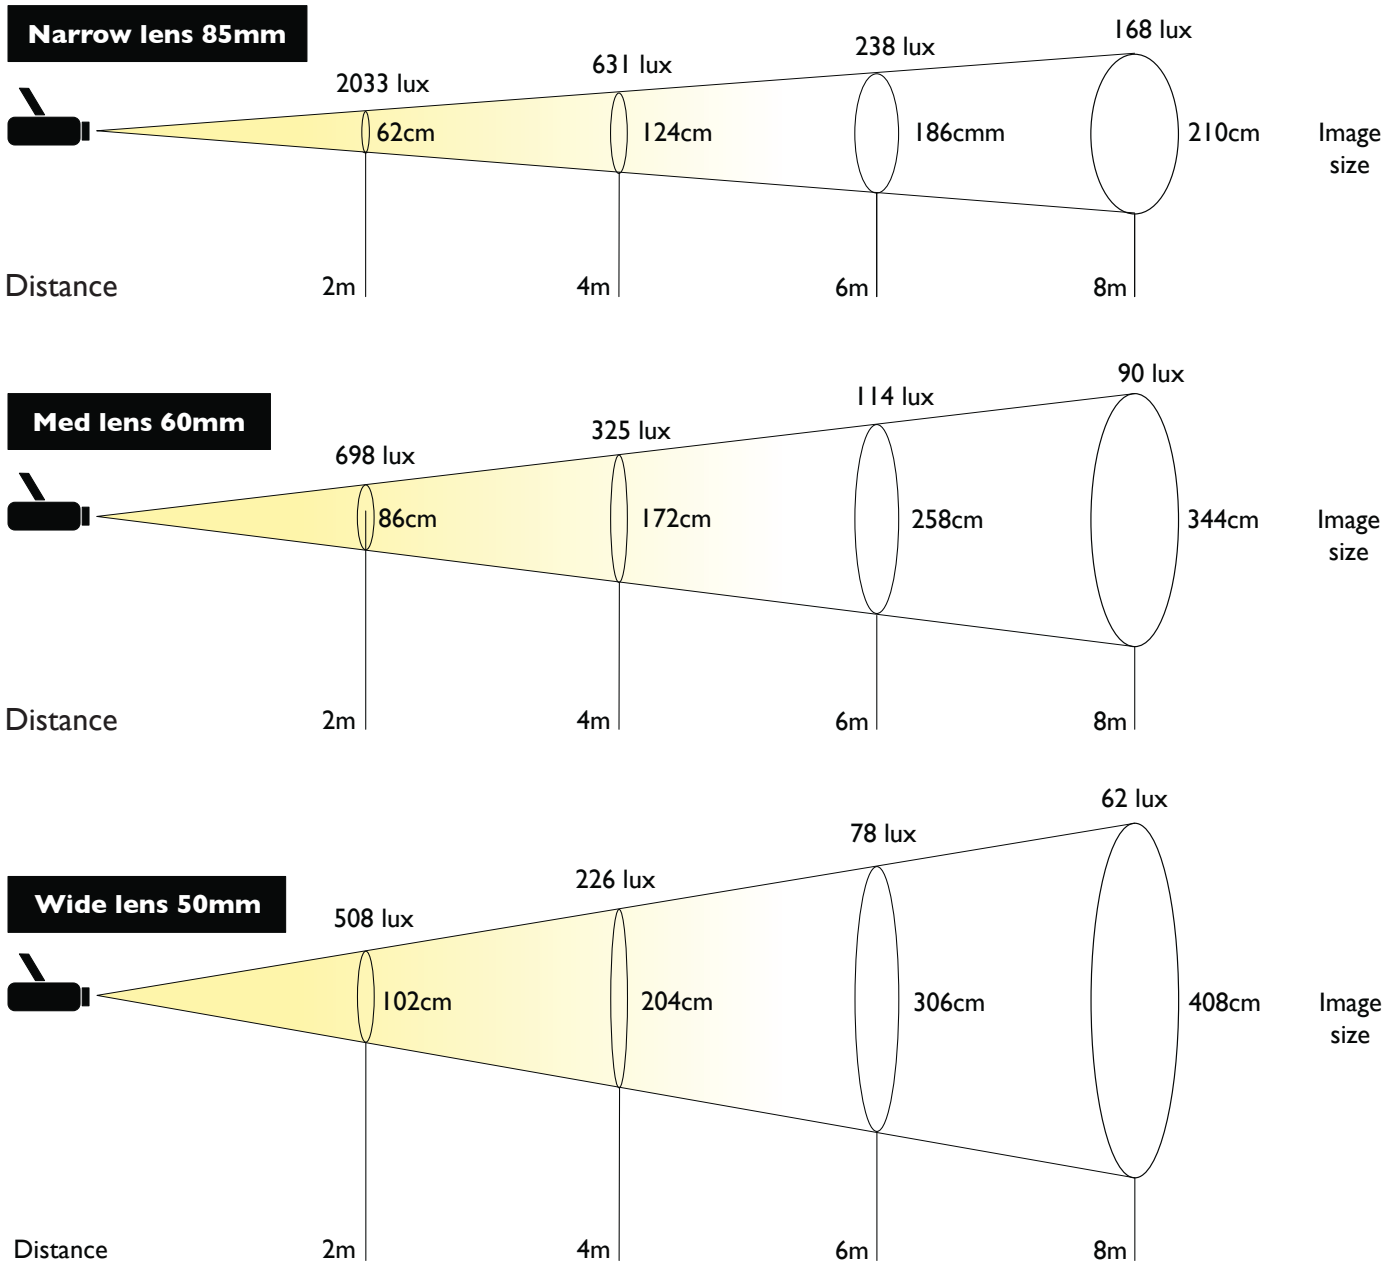 Narrow lens 85mm
2033 lux
631 lux
238 lux
168 lux
62cm
124cm
186cmm
210cm
Image
size
Distance
2m
4m
6m
8m
Med lens 60mm
698 lux
325 lux
114 lux
90 lux
86cm
172cm
258cm
344cm
Image
size
Distance
2m
4m
6m
8m
Wide lens 50mm
508 lux
226 lux
78 lux
62 lux
102cm
204cm
306cm
408cm
Image
size
Distance
2m
4m
6m
8m